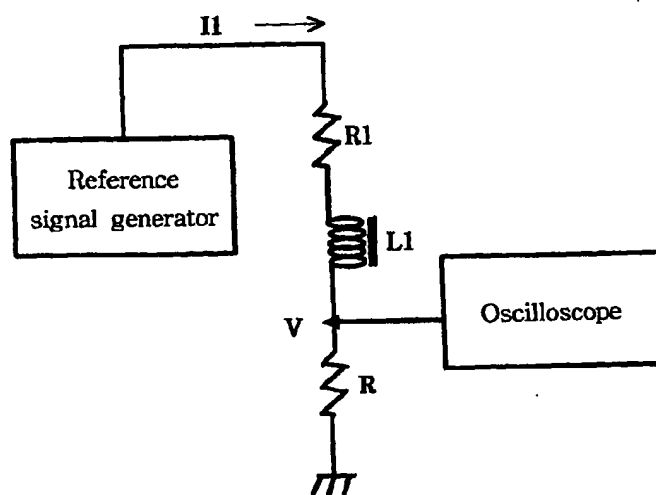 I1
R1
Reference
signal generator
L1
V
Oscilloscope
R